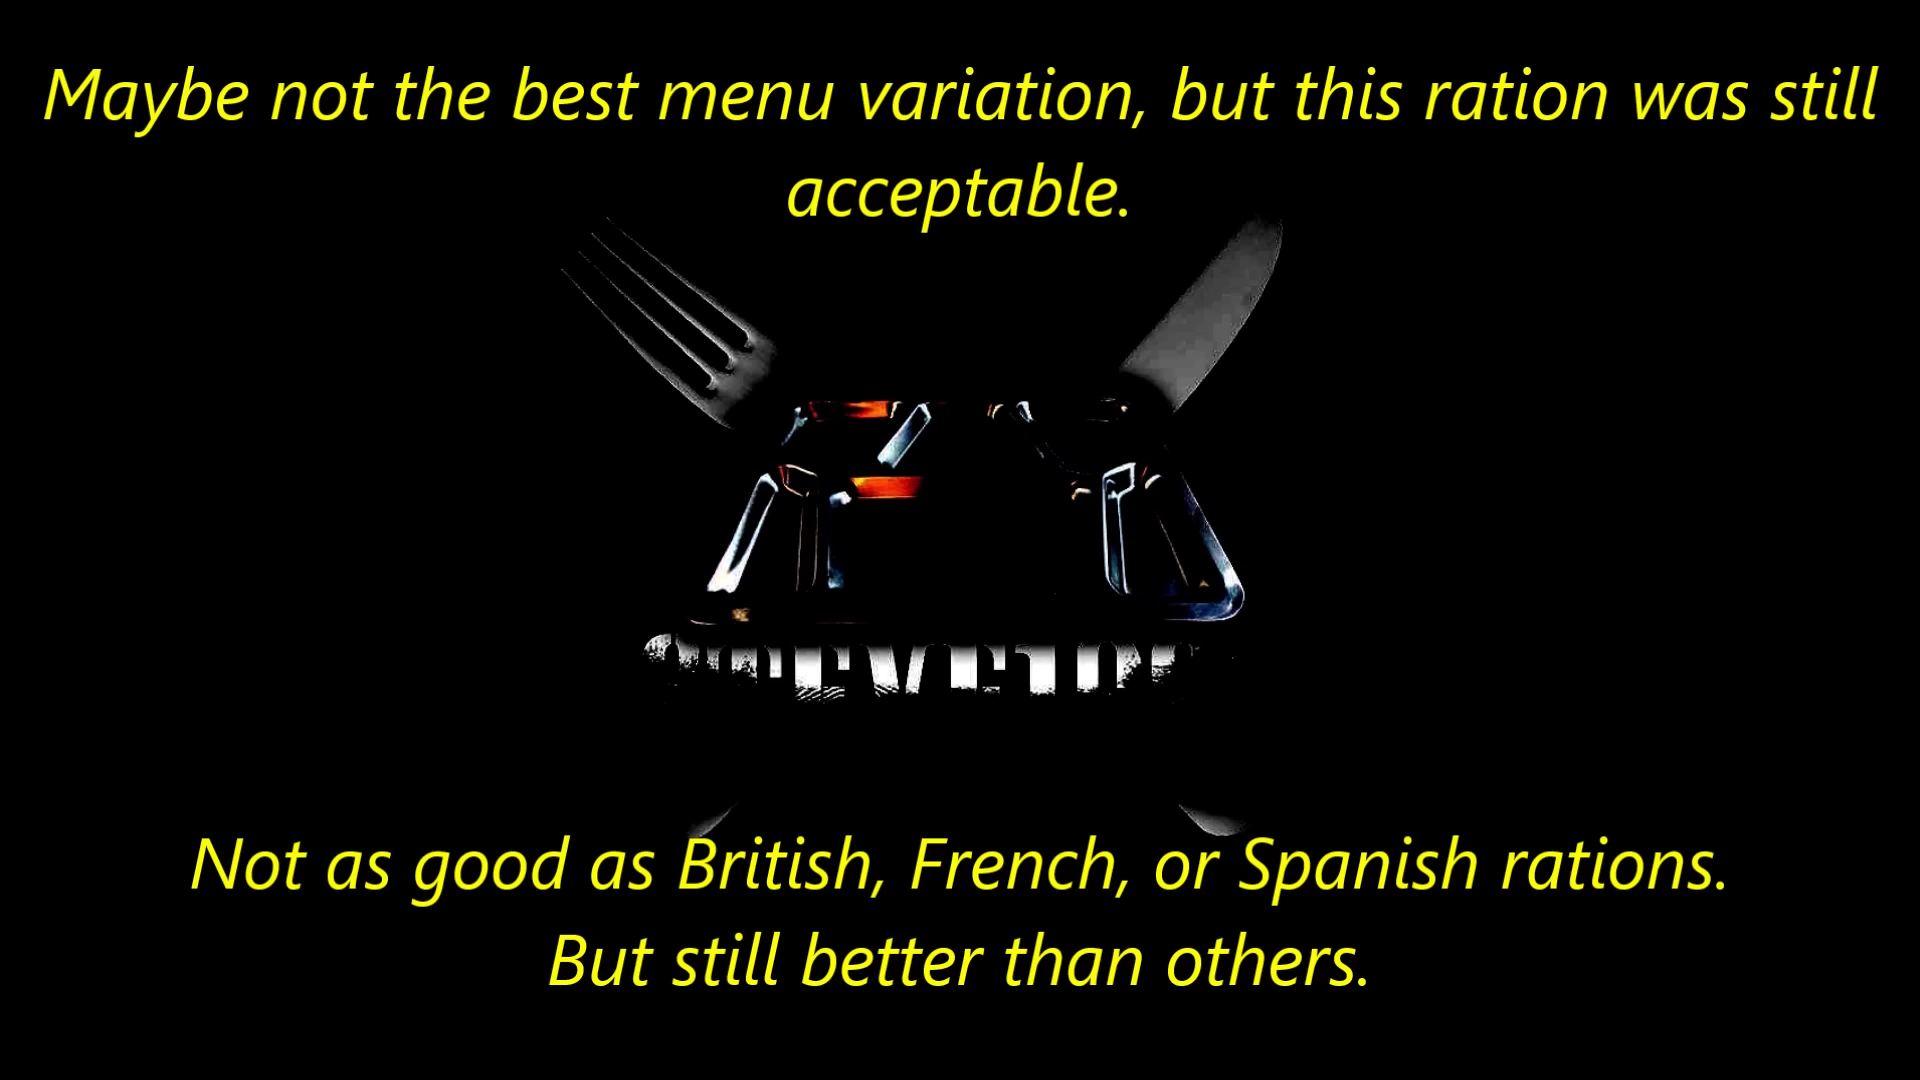 Maybe not the best menu variation, but this ration was still
acceptable.
Not as good as British, French, or Spanish rations.
But still better than others.